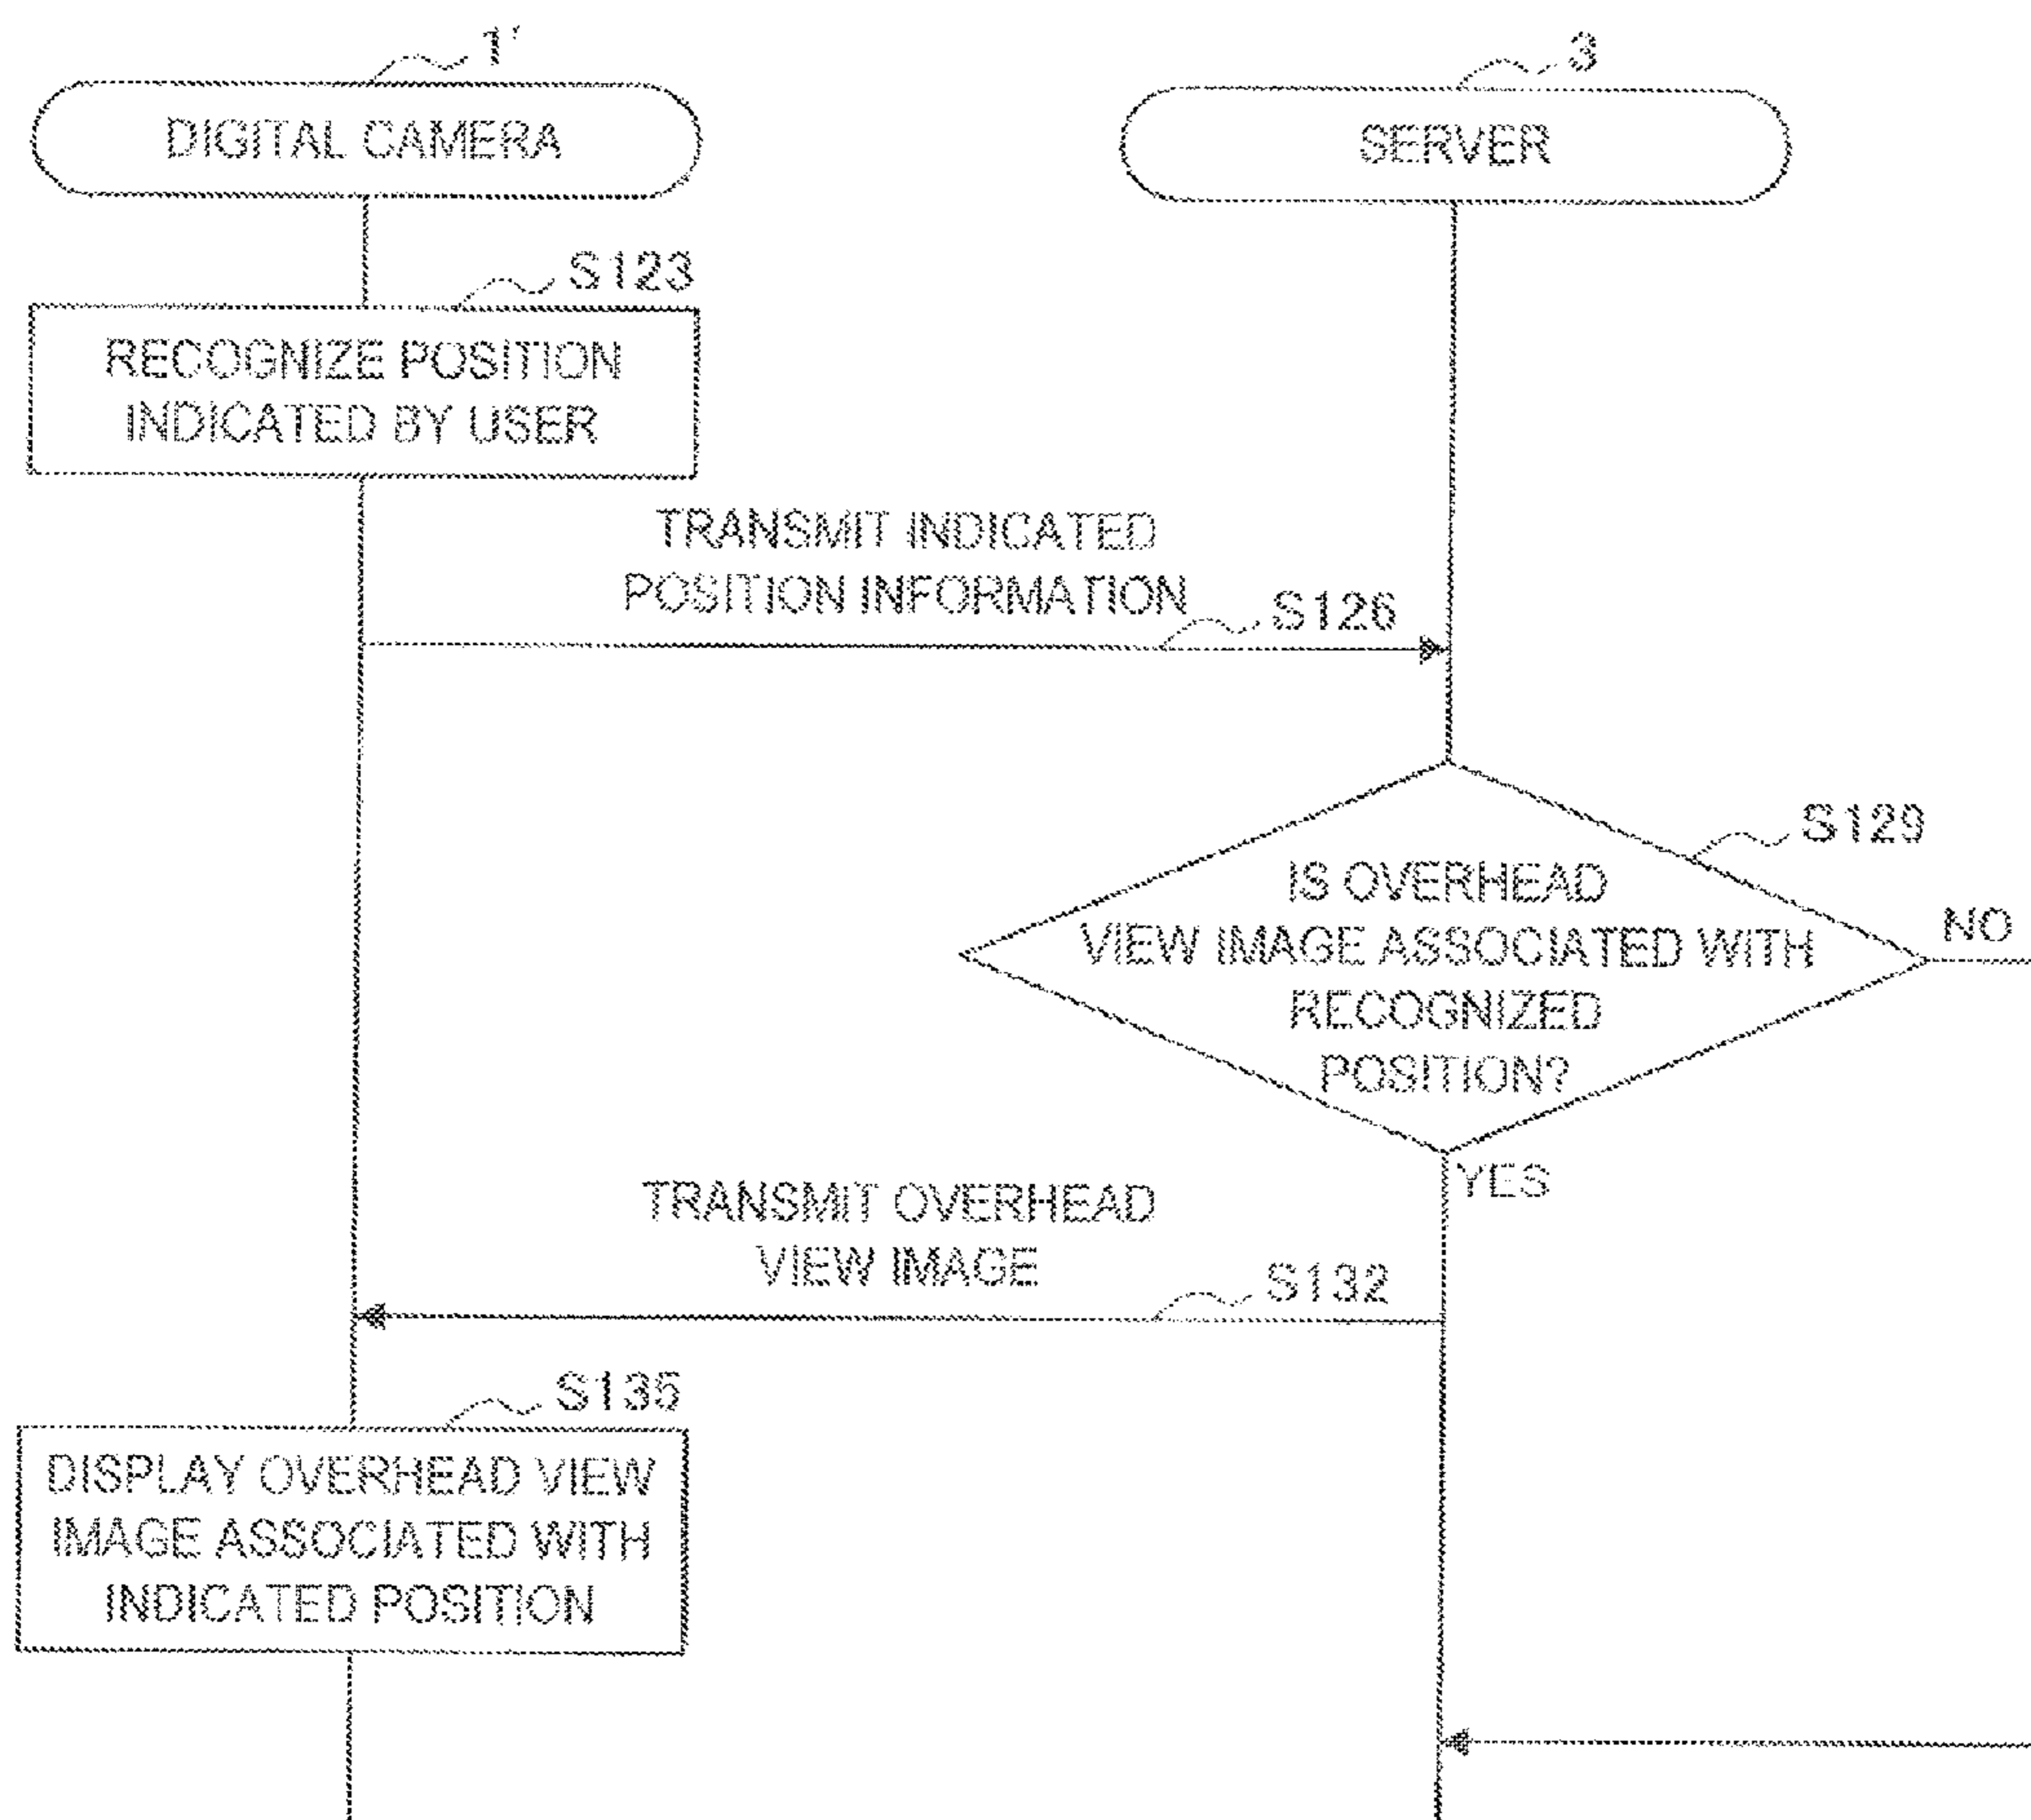 1'
DIGITAL CAMERA
3
SERVER
S123
RECOGNIZE POSITION
INDICATED BY USER
TRANSMIT INDICATED
POSITION INFORMATION
S126
S129
IS OVERHEAD
VIEW IMAGE ASSOCIATED WITH
RECOGNIZED
POSITION?
NO
YES
TRANSMIT OVERHEAD
VIEW IMAGE
S132
S135
DISPLAY OVERHEAD VIEW
IMAGE ASSOCIATED WITH
INDICATED POSITION